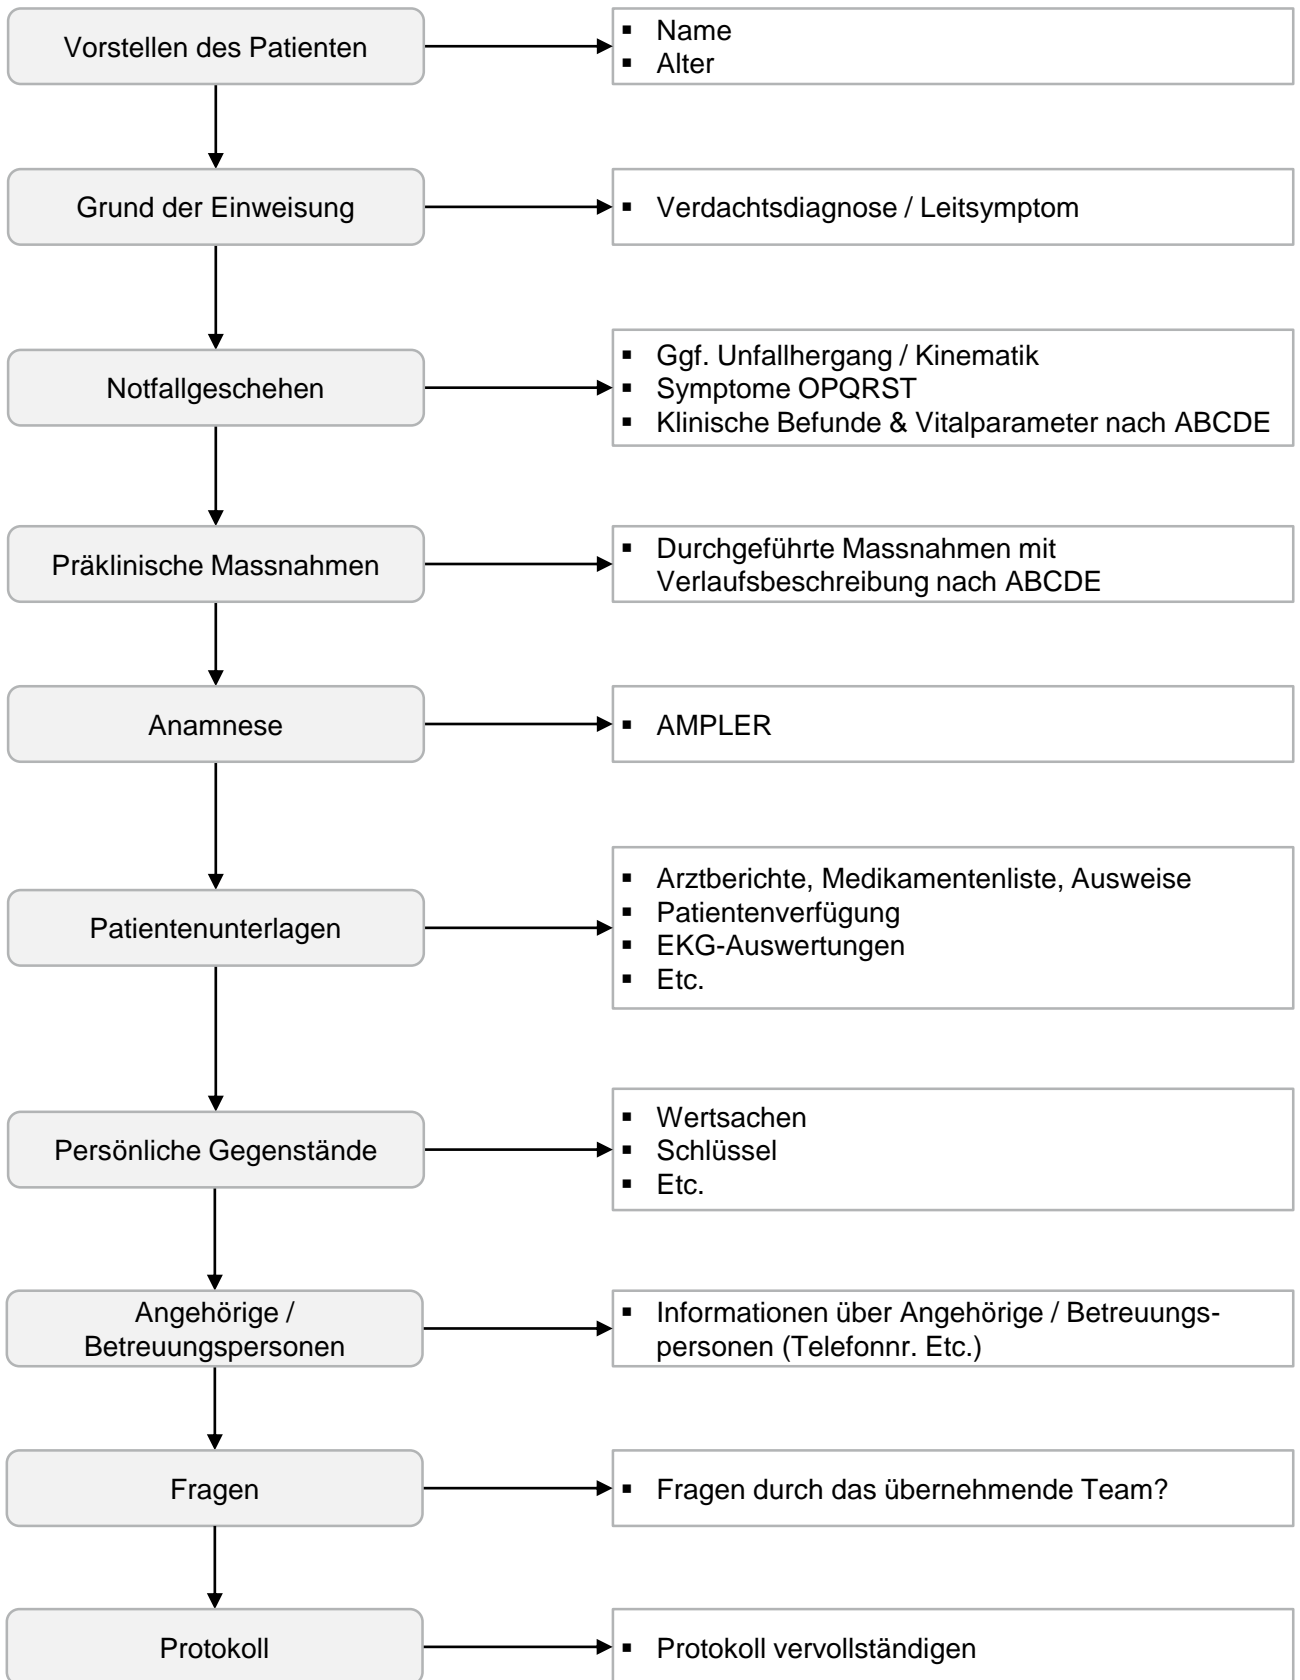 Vorstellen des Patienten
▪ Name
▪ Alter
Grund der Einweisung
▪ Verdachtsdiagnose / Leitsymptom
Notfallgeschehen
▪ Ggf. Unfallhergang / Kinematik
▪ Symptome OPQRST
▪ Klinische Befunde & Vitalparameter nach ABCDE
Präklinische Massnahmen
▪ Durchgeführte Massnahmen mit
Verlaufsbeschreibung nach ABCDE
Anamnese
▪ AMPLER
Patientenunterlagen
▪ Arztberichte, Medikamentenliste, Ausweise
▪ Patientenverfügung
▪ EKG-Auswertungen
▪ Etc.
Persönliche Gegenstände
▪ Wertsachen
▪ Schlüssel
▪ Etc.
Angehörige /
Betreuungspersonen
▪ Informationen über Angehörige / Betreuungs-
personen (Telefonnr. Etc.)
Fragen
▪ Fragen durch das übernehmende Team?
Protokoll
▪ Protokoll vervollständigen